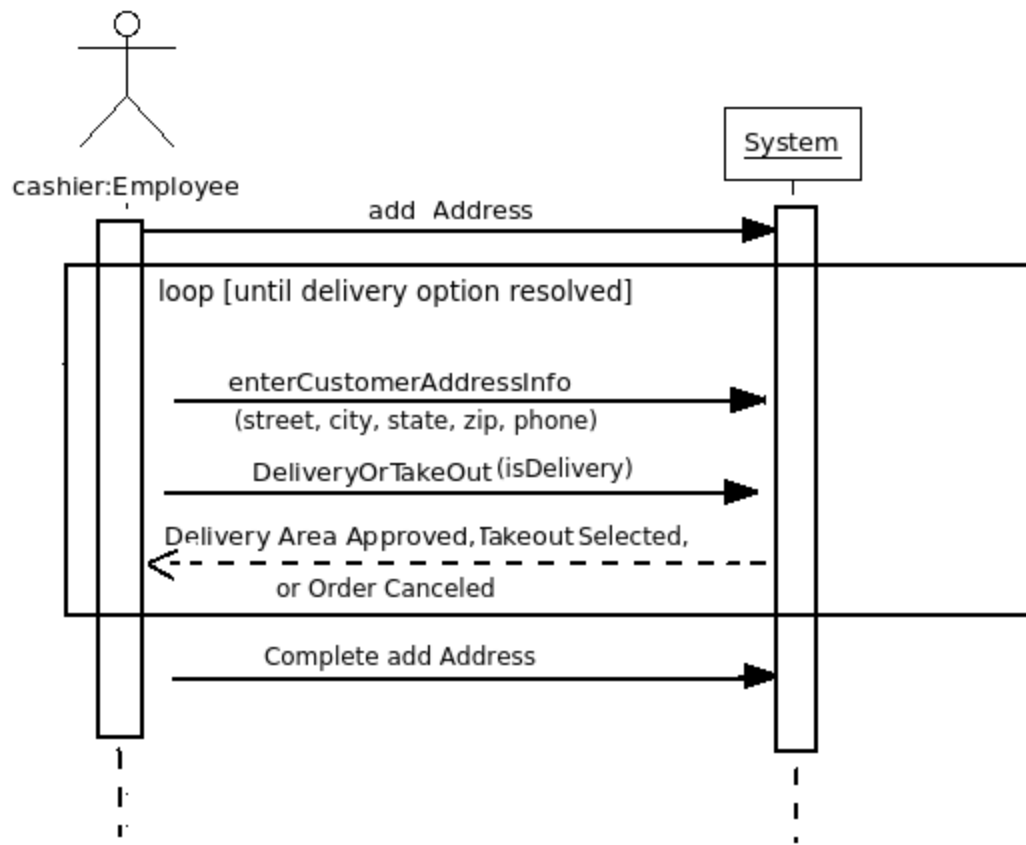 System
cashier:Employee
add Address
loop [until delivery option resolved]
enterCustomerAddressInfo
(street, city, state, zip, phone)
DeliveryOrTakeOut (isDelivery)
Delivery Area Approved, Takeout Selected,
or Order Canceled
Complete add Address